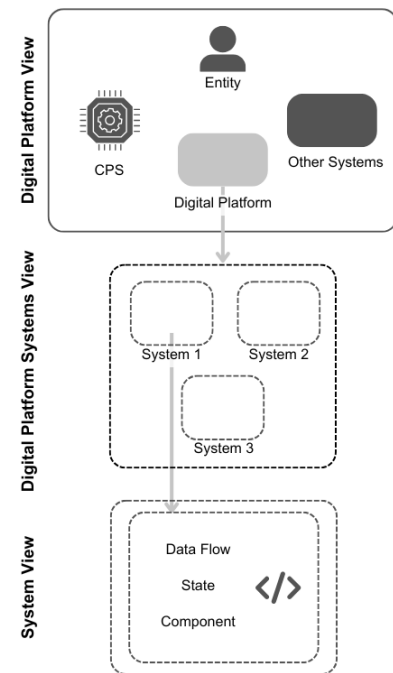 Digital Platform View
Entity
CPS
Other Systems
Digital Platform
Digital Platform Systems View
System 1
System 2
System 3
System View
Data Flow
State
Component
</>